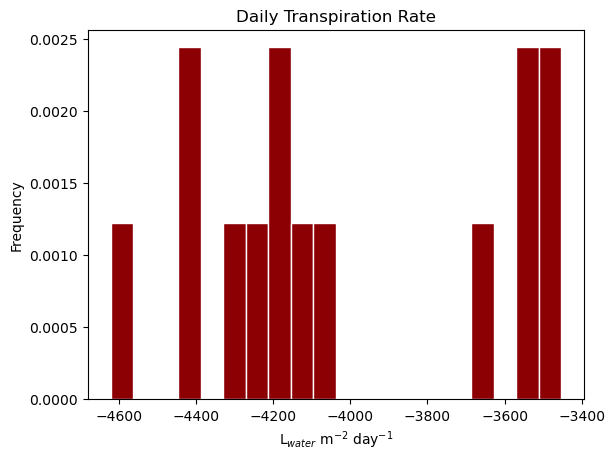 Daily Transpiration Rate
Frequency
0.0025
0.0020
0.0015
0.0010
0.0005
0.0000
−4600 −4400 −4200 −4000 −3800 −3600 −3400
L$_{water}$ m$^{-2}$ day$^{-1}$